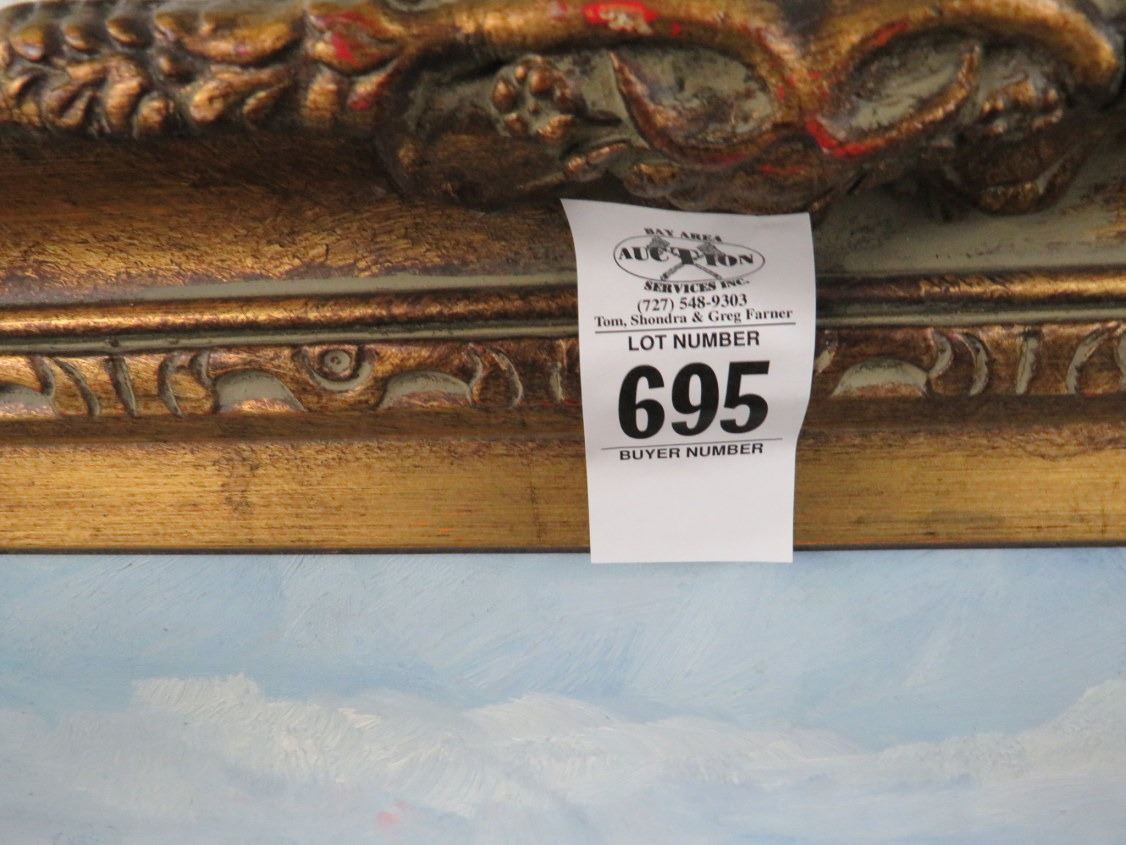 BAY AREA
AUCTION
SERVICES INC.
(727) 548-9303
Tom, Shondra & Greg Farner
LOT NUMBER
695
BUYER NUMBER